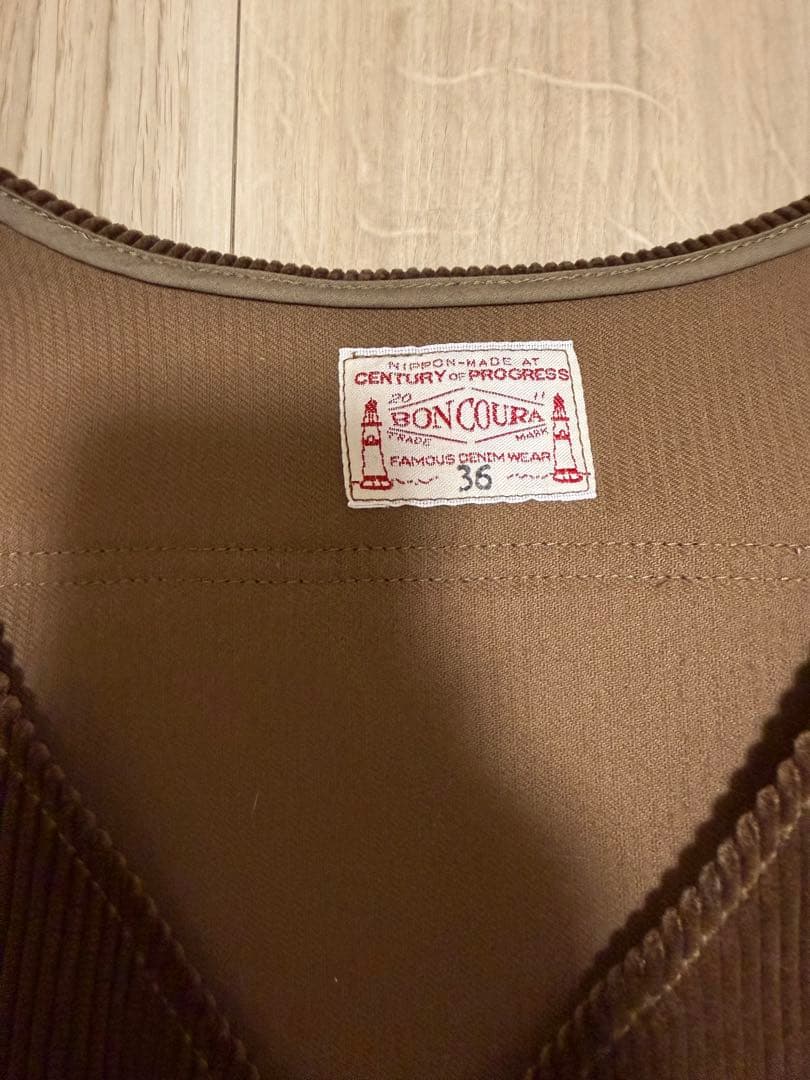 NIPPON-MADE AT
CENTURY OF PROGRESS
20 11
BONCOURA
TRADE MARK
FAMOUS DENIM WEAR
36